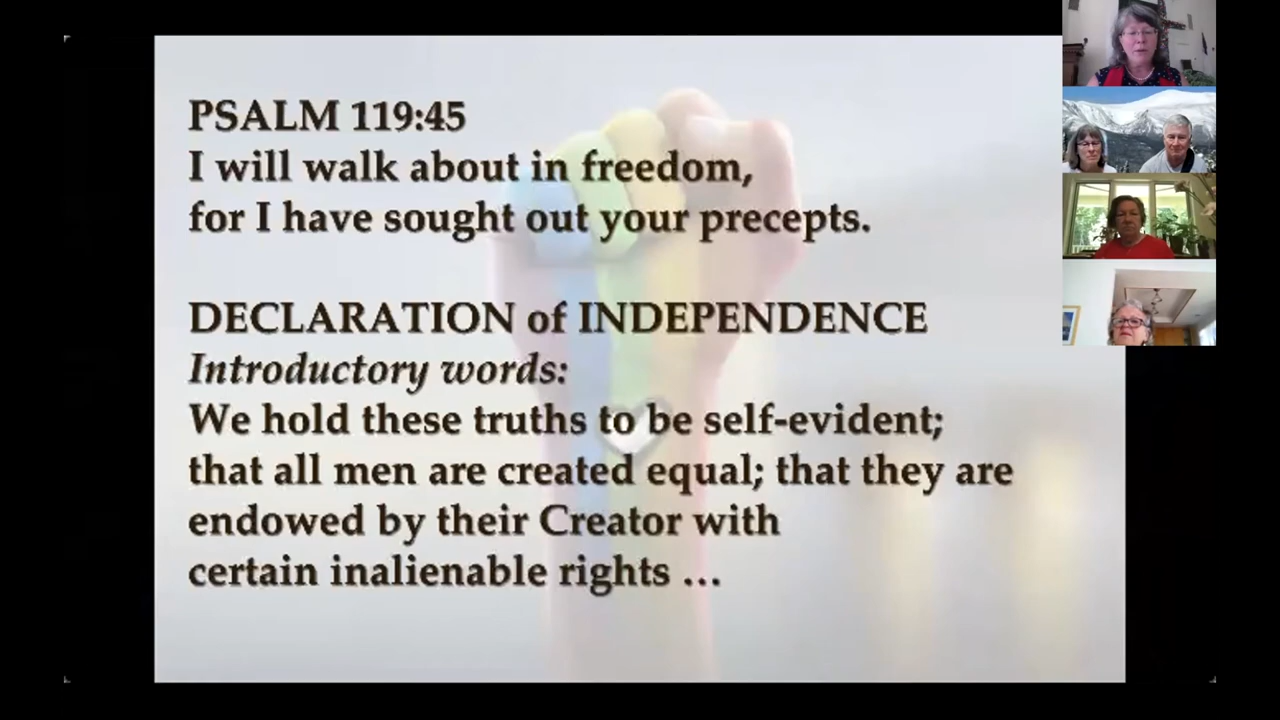 PSALM 119:45
I will walk about in freedom,
for I have sought out your precepts.
DECLARATION of INDEPENDENCE
Introductory words:
We hold these truths to be self-evident;
that all men are created equal; that they are
endowed by their Creator with
certain inalienable rights …